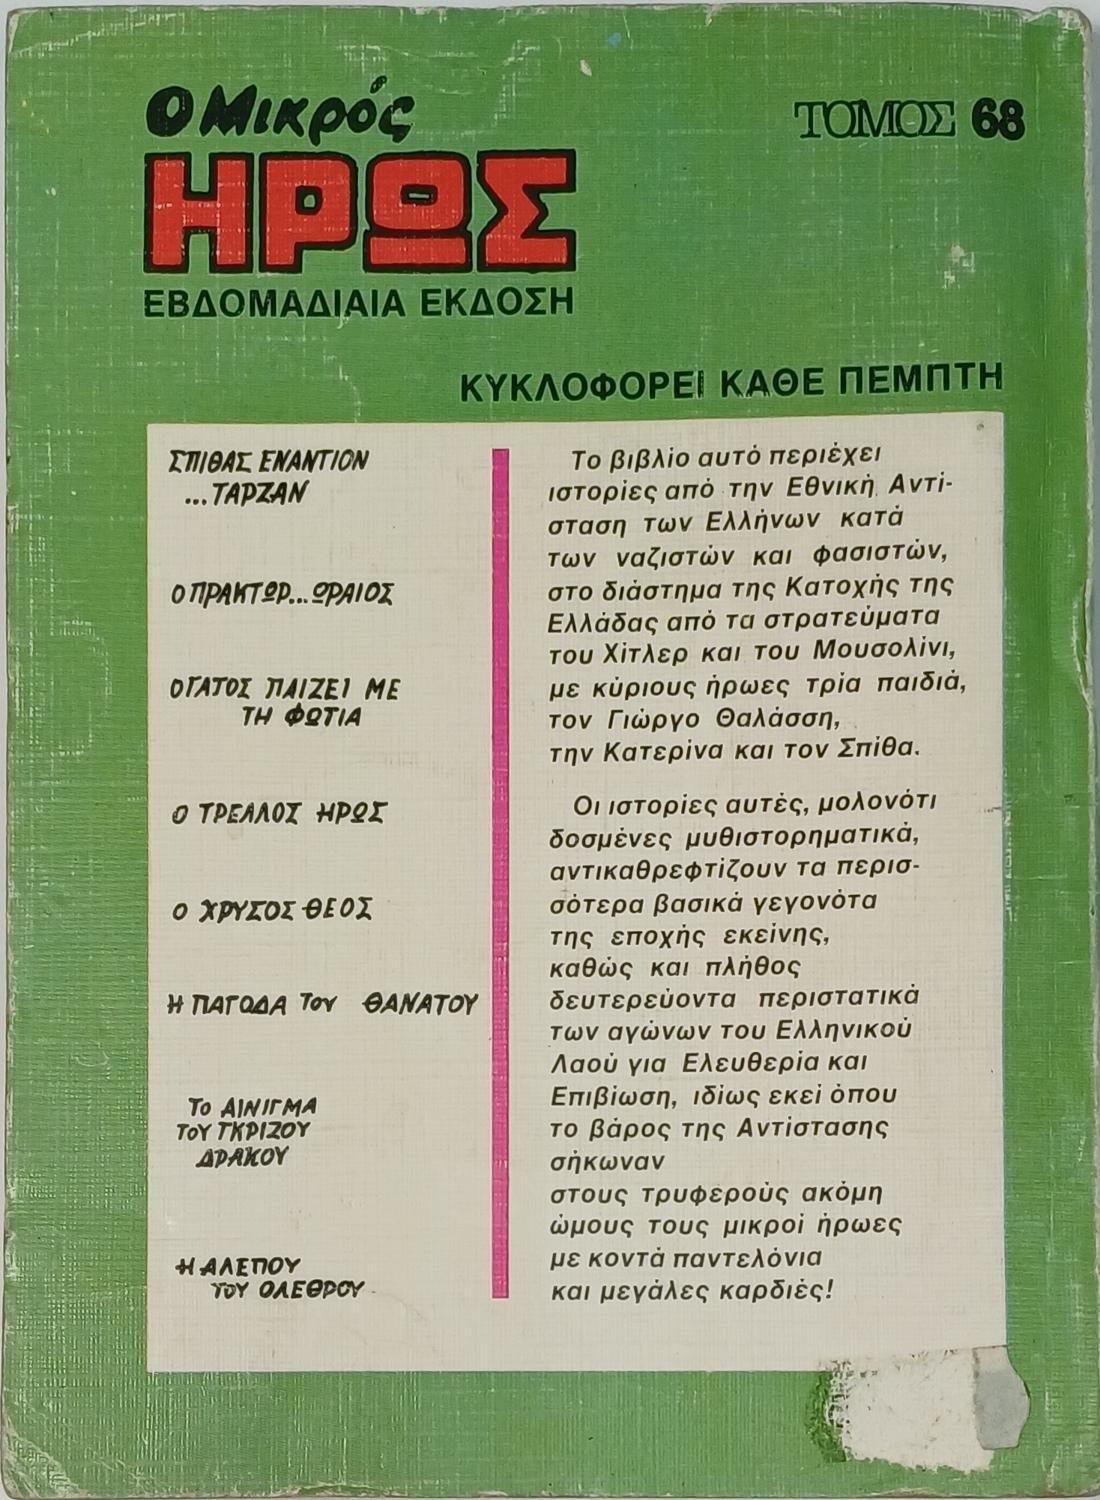 Ο Μικρός
ΗΡΩΣ
ΕΒΔΟΜΑΔΙΑΙΑ ΕΚΔΟΣΗ
ΤΟΜΟΣ 68
ΚΥΚΛΟΦΟΡΕΙ ΚΑΘΕ ΠΕΜΠΤΗ
ΣΠΙΘΑΣ ΕΝΑΝΤΙΟΝ
...ΤΑΡΖΑΝ
Ο ΠΡΑΚΤΩΡ...ΩΡΑΙΟΣ
Ο ΓΑΤΟΣ ΠΑΙΖΕΙ ΜΕ
ΤΗ ΦΩΤΙΑ
Ο ΤΡΕΛΛΟΣ ΗΡΩΣ
Ο ΧΡΥΣΟΣ ΘΕΟΣ
Η ΠΑΓΩΔΑ ΤΟΥ ΘΑΝΑΤΟΥ
ΤΟ ΑΙΝΙΓΜΑ
ΤΟΥ ΓΚΡΙΖΟΥ
ΔΡΑΚΟΥ
Η ΑΛΕΠΟΥ
ΤΟΥ ΟΛΕΘΡΟΥ
Το βιβλίο αυτό περιέχει
ιστορίες από την Εθνική Αντί-
σταση των Ελλήνων κατά
των ναζιστών και φασιστών,
στο διάστημα της Κατοχής της
Ελλάδας από τα στρατεύματα
του Χίτλερ και του Μουσολίνι,
με κύριους ήρωες τρία παιδιά,
τον Γιώργο Θαλάσση,
την Κατερίνα και τον Σπίθα.
Οι ιστορίες αυτές, μολονότι
δοσμένες μυθιστορηματικά,
αντικαθρεφτίζουν τα περισ-
σότερα βασικά γεγονότα
της εποχής εκείνης,
καθώς και πλήθος
δευτερεύοντα περιστατικά
των αγώνων του Ελληνικού
Λαού για Ελευθερία και
Επιβίωση, ιδίως εκεί όπου
το βάρος της Αντίστασης
σήκωναν
στους τρυφερούς ακόμη
ώμους τους μικροί ήρωες
με κοντά παντελόνια
και μεγάλες καρδιές!